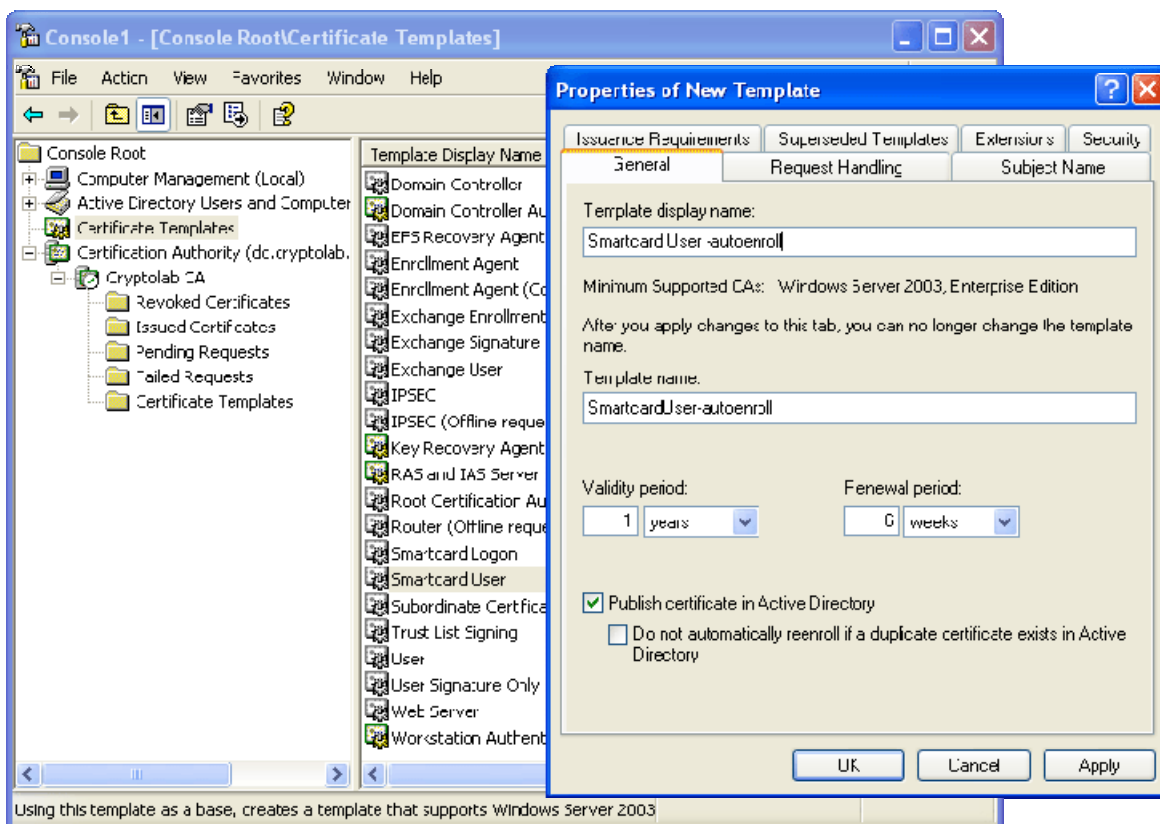 Console1 - [Console Root\Certificate Templates]
File Action View Favorites Window Help
Console Root
Computer Management (Local)
Active Directory Users and Computer
Certificate Templates
Certification Authority (dc.cryptolab.
Cryptolab CA
Revoked Certificates
Issued Certificates
Pending Requests
Failed Requests
Certificate Templates
Template Display Name
Domain Controller
Domain Controller Au
EFS Recovery Agent
Enrollment Agent
Enrollment Agent (Co
Exchange Enrollment
Exchange Signature
Exchange User
IPSEC
IPSEC (Offline reque
Key Recovery Agent
RAS and IAS Server
Root Certification Au
Router (Offline reque
Smartcard Logon
Smartcard User
Subordinate Certifica
Trust List Signing
User
User Signature Only
Web Server
Workstation Authent
Using this template as a base, creates a template that supports Windows Server 2003
Properties of New Template
Issuance Requirements Superseded Templates Extensions Security
General Request Handling Subject Name
Template display name:
Smartcard User -autoenroll
Minimum Supported CAs: Windows Server 2003, Enterprise Edition
After you apply changes to this tab, you can no longer change the template
name.
Template name:
SmartcardUser-autoenroll
Validity period: Renewal period:
1 years 6 weeks
Publish certificate in Active Directory
Do not automatically reenroll if a duplicate certificate exists in Active
Directory
OK Cancel Apply